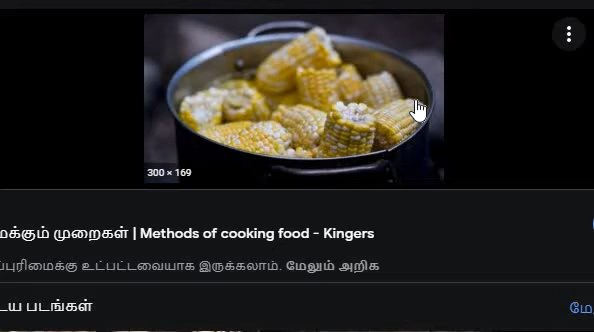 300 × 169
முறைகள் | Methods of cooking food - Kingers
உட்பட்டவையாக இருக்கலாம். மேலும் அறிக
படங்கள்